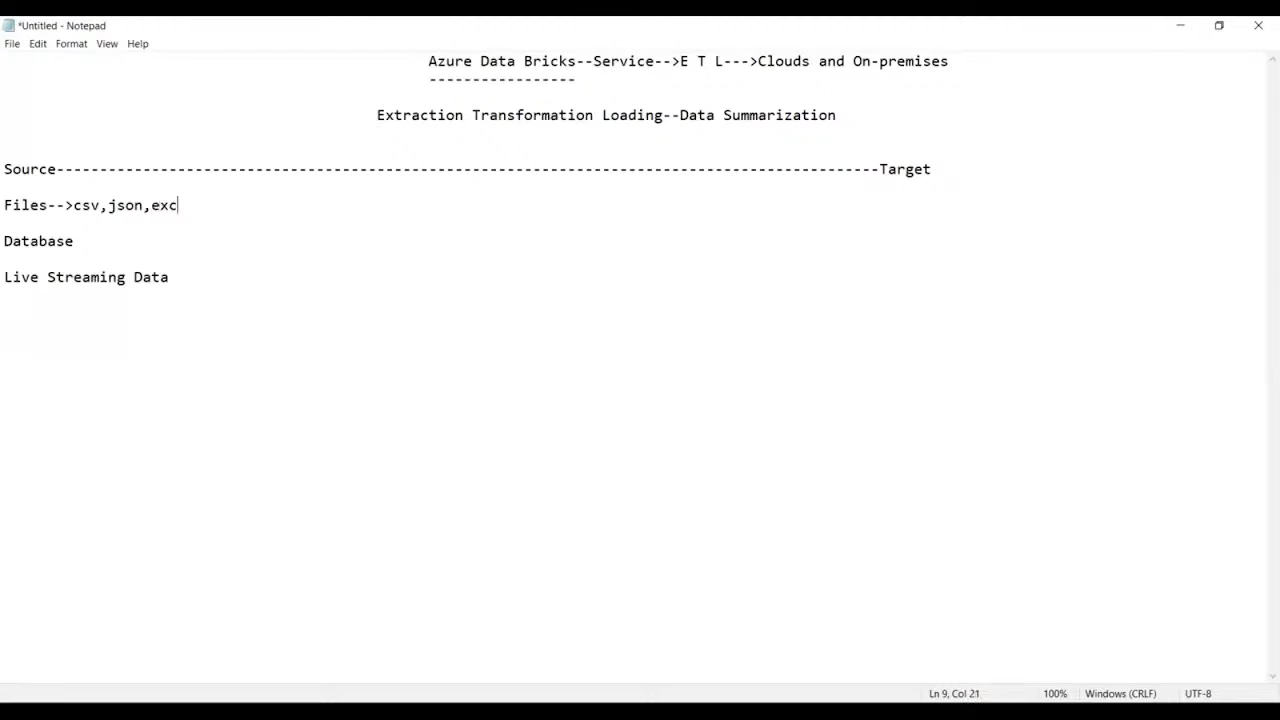 *Untitled - Notepad
File Edit Format View Help
Azure Data Bricks--Service-->E T L--->Clouds and On-premises
-----------------
Extraction Transformation Loading--Data Summarization
Source-----------------------------------------------------------------------------------------------Target
Files-->csv,json,exc
Database
Live Streaming Data
Ln 9, Col 21 100% Windows (CRLF) UTF-8